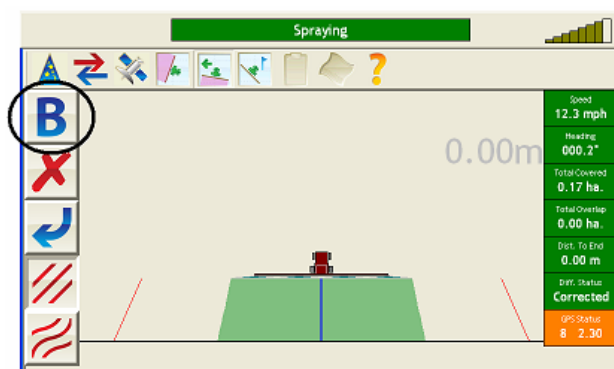 Spraying
?
B
0.00m
Speed
12.3 mph
Heading
000.2°
Total Covered
0.17 ha.
Total Overlap
0.00 ha.
Dist. To End
0.00 m
Diff. Status
Corrected
GPS Status
8 2.30